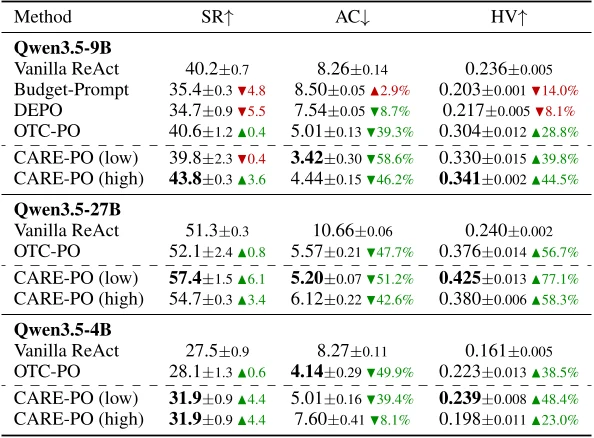 Method SR↑ AC↓ HV↑
Qwen3.5-9B
Vanilla ReAct 40.2±0.7 8.26±0.14 0.236±0.005
Budget-Prompt 35.4±0.3 ▼4.8 8.50±0.05 ▲2.9% 0.203±0.001 ▼14.0%
DEPO 34.7±0.9 ▼5.5 7.54±0.05 ▼8.7% 0.217±0.005 ▼8.1%
OTC-PO 40.6±1.2 ▲0.4 5.01±0.13 ▼39.3% 0.304±0.012 ▲28.8%
CARE-PO (low) 39.8±2.3 ▼0.4 3.42±0.30 ▼58.6% 0.330±0.015 ▲39.8%
CARE-PO (high) 43.8±0.3 ▲3.6 4.44±0.15 ▼46.2% 0.341±0.002 ▲44.5%
Qwen3.5-27B
Vanilla ReAct 51.3±0.3 10.66±0.06 0.240±0.002
OTC-PO 52.1±2.4 ▲0.8 5.57±0.21 ▼47.7% 0.376±0.014 ▲56.7%
CARE-PO (low) 57.4±1.5 ▲6.1 5.20±0.07 ▼51.2% 0.425±0.013 ▲77.1%
CARE-PO (high) 54.7±0.3 ▲3.4 6.12±0.22 ▼42.6% 0.380±0.006 ▲58.3%
Qwen3.5-4B
Vanilla ReAct 27.5±0.9 8.27±0.11 0.161±0.005
OTC-PO 28.1±1.3 ▲0.6 4.14±0.29 ▼49.9% 0.223±0.013 ▲38.5%
CARE-PO (low) 31.9±0.9 ▲4.4 5.01±0.16 ▼39.4% 0.239±0.008 ▲48.4%
CARE-PO (high) 31.9±0.9 ▲4.4 7.60±0.41 ▼8.1% 0.198±0.011 ▲23.0%